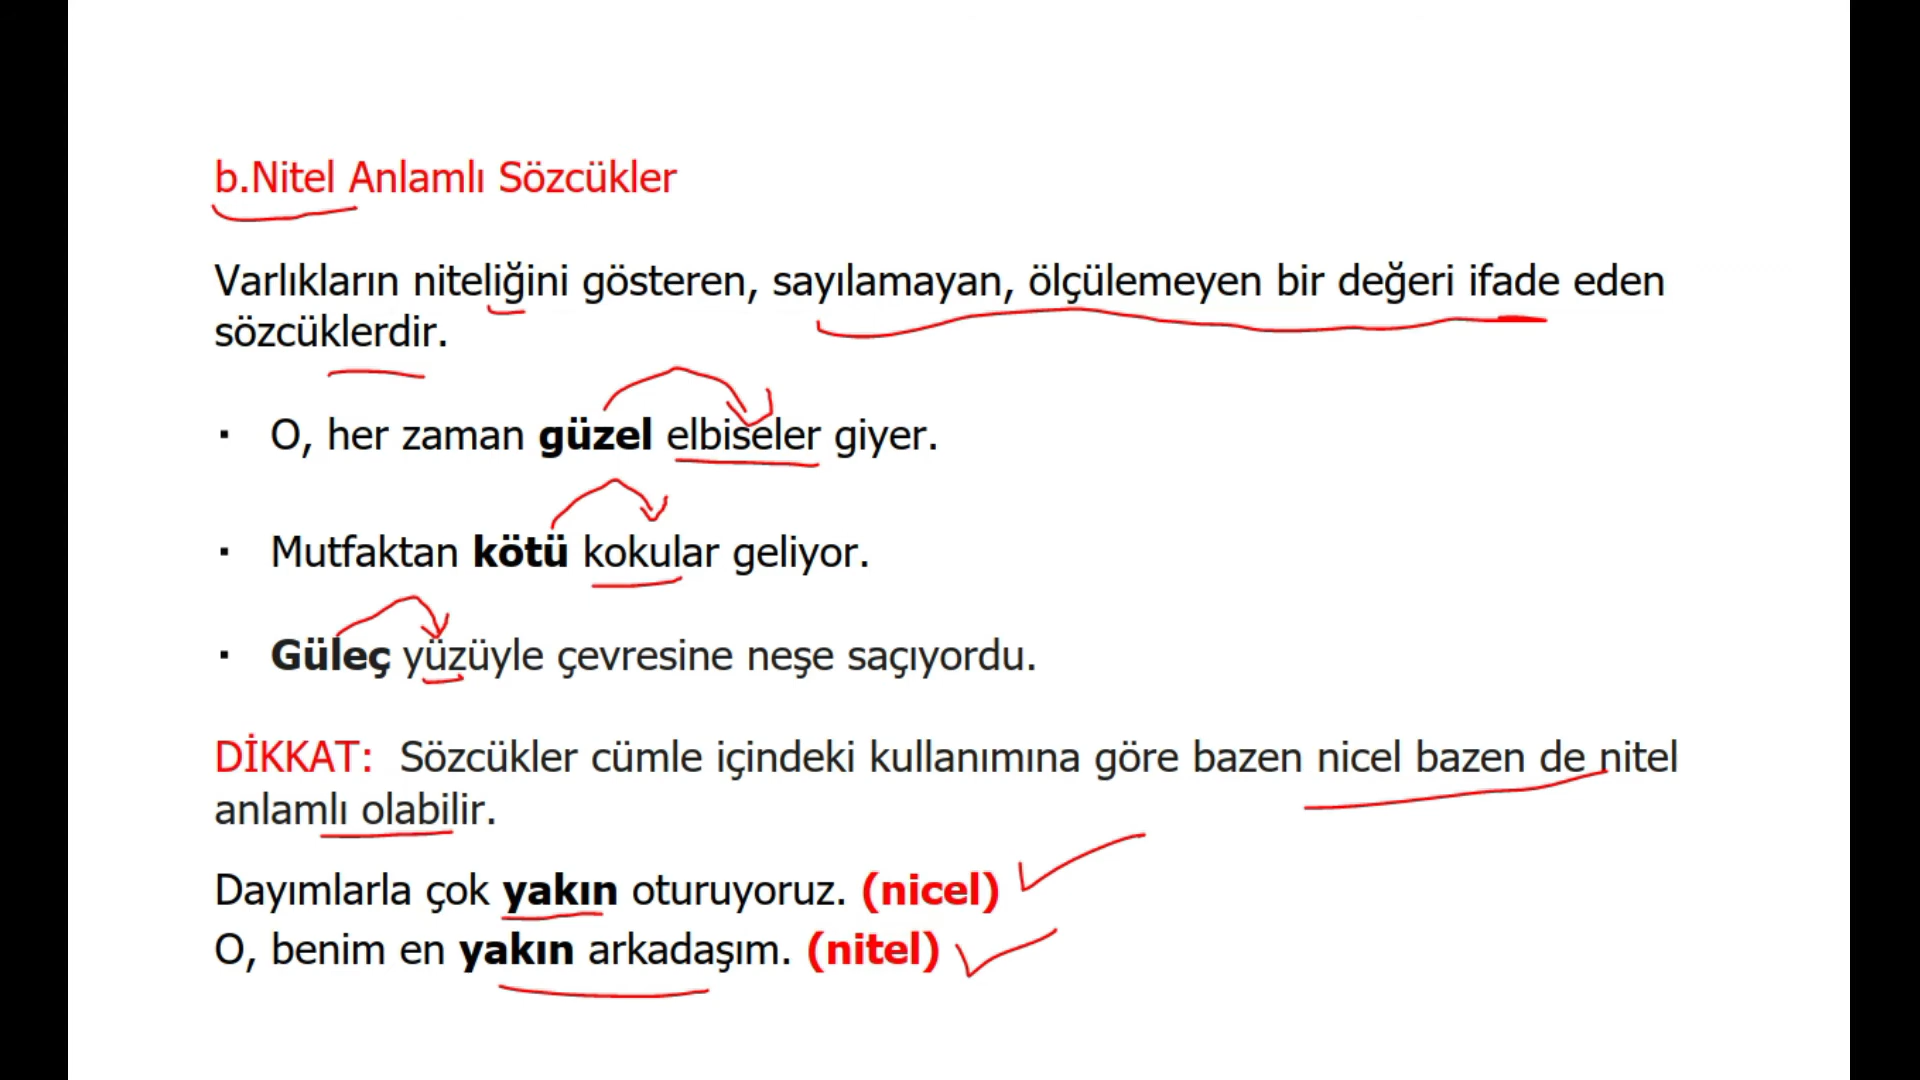 b.Nitel Anlamlı Sözcükler
Varlıkların niteliğini gösteren, sayılamayan, ölçülemeyen bir değeri ifade eden
sözcüklerdir.
▪ O, her zaman güzel elbiseler giyer.
▪ Mutfaktan kötü kokular geliyor.
▪ Güleç yüzüyle çevresine neşe saçıyordu.
DİKKAT: Sözcükler cümle içindeki kullanımına göre bazen nicel bazen de nitel
anlamlı olabilir.
Dayımlarla çok yakın oturuyoruz. (nicel)
O, benim en yakın arkadaşım. (nitel)